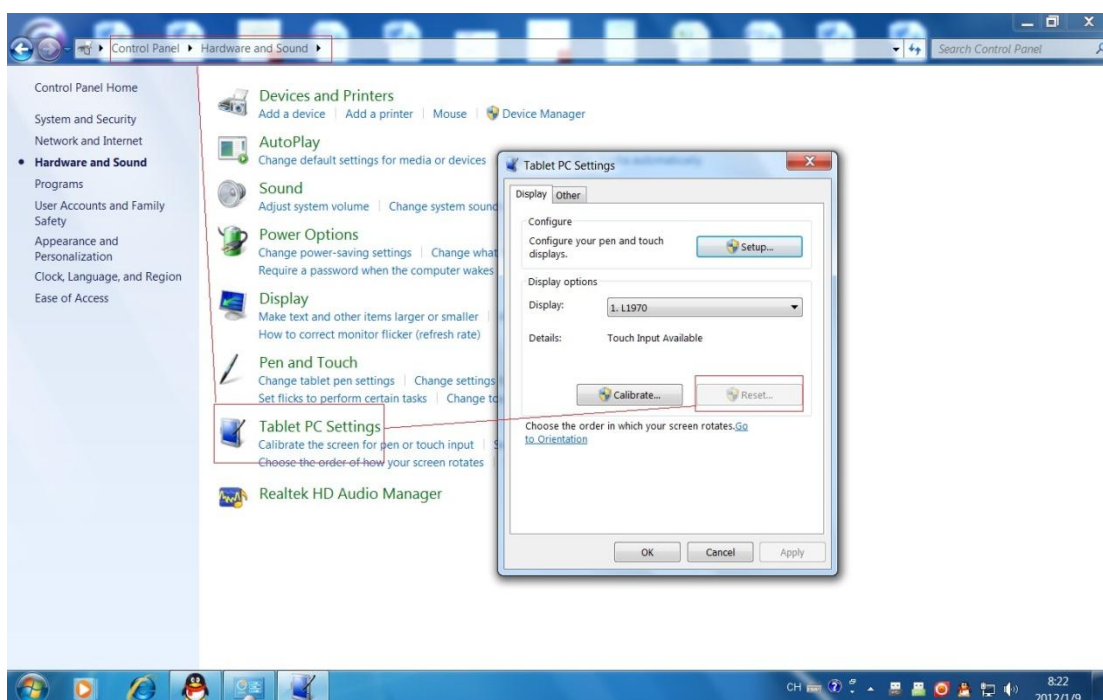 Control Panel ▸ Hardware and Sound ▸
Search Control Panel
Control Panel Home
System and Security
Network and Internet
Hardware and Sound
Programs
User Accounts and Family
Safety
Appearance and
Personalization
Clock, Language, and Region
Ease of Access
Devices and Printers
Add a device | Add a printer | Mouse | Device Manager
AutoPlay
Change default settings for media or devices
Sound
Adjust system volume | Change system sound
Power Options
Change power-saving settings | Change what
Require a password when the computer wakes
Display
Make text and other items larger or smaller
How to correct monitor flicker (refresh rate)
Pen and Touch
Change tablet pen settings | Change settings
Set flicks to perform certain tasks | Change
Tablet PC Settings
Calibrate the screen for pen or touch input
Choose the order of how your screen rotates
Realtek HD Audio Manager
Tablet PC Settings
Display Other
Configure
Configure your pen and touch
displays.
Setup...
Display options
Display: 1. L1970
Details: Touch Input Available
Calibrate... Reset...
Choose the order in which your screen rotates.Go
to Orientation
OK Cancel Apply
CH
8:22
2012/1/9